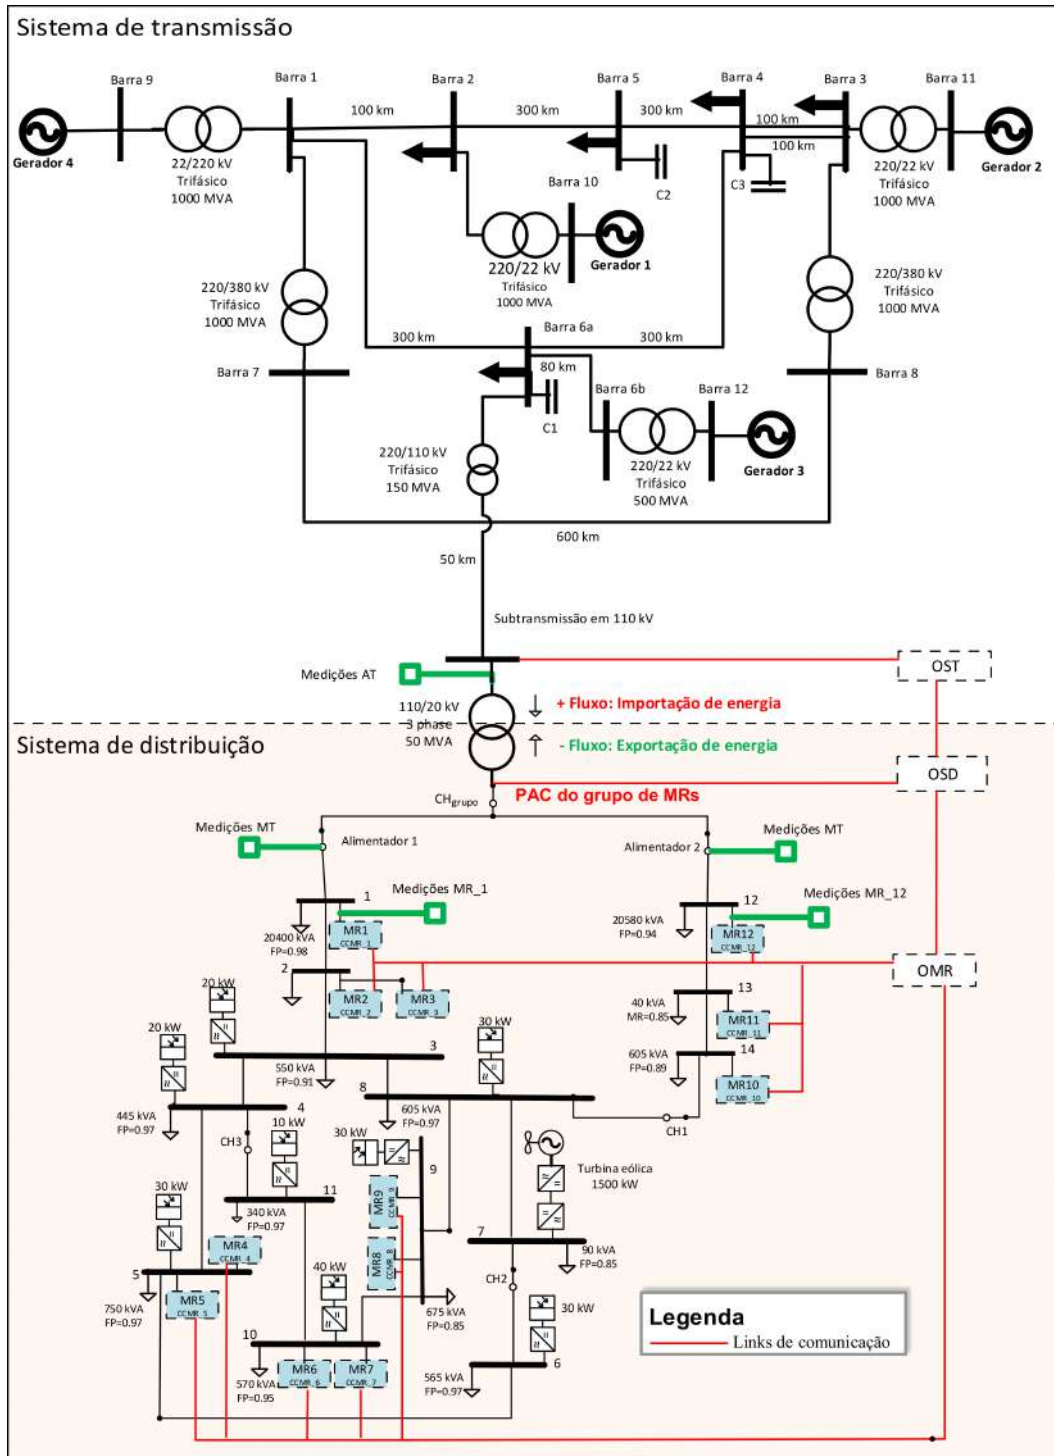 Sistema de transmissão
Barra 9
Barra 1
Barra 2
Barra 5
Barra 4
Barra 3
Barra 11
100 km
300 km
300 km
100 km
100 km
Gerador 4
22/220 kV
Trifásico
1000 MVA
C2
C3
220/22 kV
Trifásico
1000 MVA
Gerador 2
Barra 10
Gerador 1
220/22 kV
Trifásico
1000 MVA
220/380 kV
Trifásico
1000 MVA
220/380 kV
Trifásico
1000 MVA
Barra 6a
300 km
300 km
80 km
Barra 7
Barra 8
C1
Barra 6b
Barra 12
220/110 kV
Trifásico
150 MVA
220/22 kV
Trifásico
500 MVA
Gerador 3
600 km
50 km
Subtransmissão em 110 kV
OST
Medições AT
110/20 kV
3 phase
50 MVA
+ Fluxo: Importação de energia
Sistema de distribuição
- Fluxo: Exportação de energia
OSD
CHgrupo
PAC do grupo de MRs
Medições MT
Alimentador 1
Alimentador 2
Medições MT
1
Medições MR_1
20400 kVA
FP=0.98
MR1
CCMR_1
12
Medições MR_12
20580 kVA
FP=0.94
MR12
CCMR_12
OMR
2
MR2
CCMR_2
MR3
CCMR_3
13
40 kVA
MR=0.85
MR11
CCMR_11
20 kW
20 kW
30 kW
3
550 kVA
FP=0.91
14
605 kVA
FP=0.89
MR10
CCMR_10
8
605 kVA
FP=0.97
CH1
4
445 kVA
FP=0.97
CH3
10 kW
30 kW
9
Turbina eólica
1500 kW
30 kW
11
340 kVA
FP=0.97
MR9
CCMR_9
MR8
CCMR_8
7
90 kVA
FP=0.85
CH2
MR4
CCMR_4
5
750 kVA
FP=0.97
MR5
CCMR_5
40 kW
675 kVA
FP=0.85
30 kW
10
570 kVA
FP=0.95
MR6
CCMR_6
MR7
CCMR_7
6
565 kVA
FP=0.97
Legenda
Links de comunicação